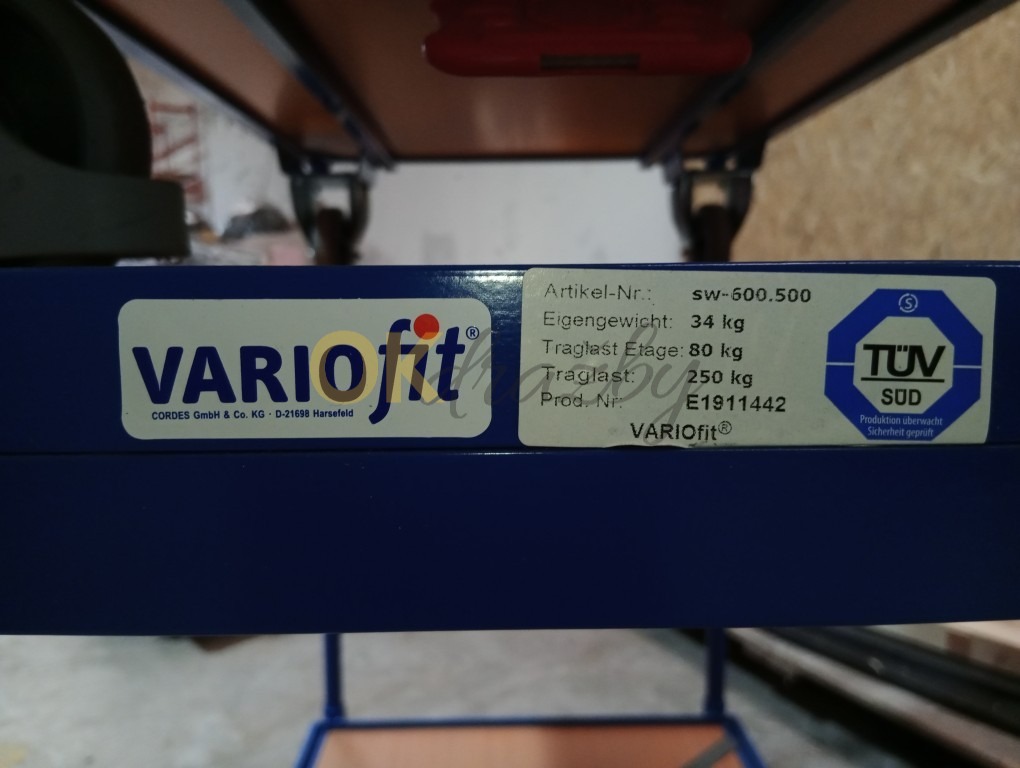 VARIOfit®
CORDES GmbH & Co. KG · D-21698 Harsefeld
Artikel-Nr.: sw-600.500
Eigengewicht: 34 kg
Traglast Etage: 80 kg
Traglast: 250 kg
Prod. Nr: E1911442
VARIOfit®
S
TÜV
SÜD
Produktion überwacht
Sicherheit geprüft
OKdrazby